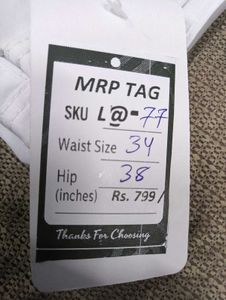 MRP TAG
SKU L@-77
Waist Size 34
Hip 38
(inches) Rs. 799/
Thanks For Choosing